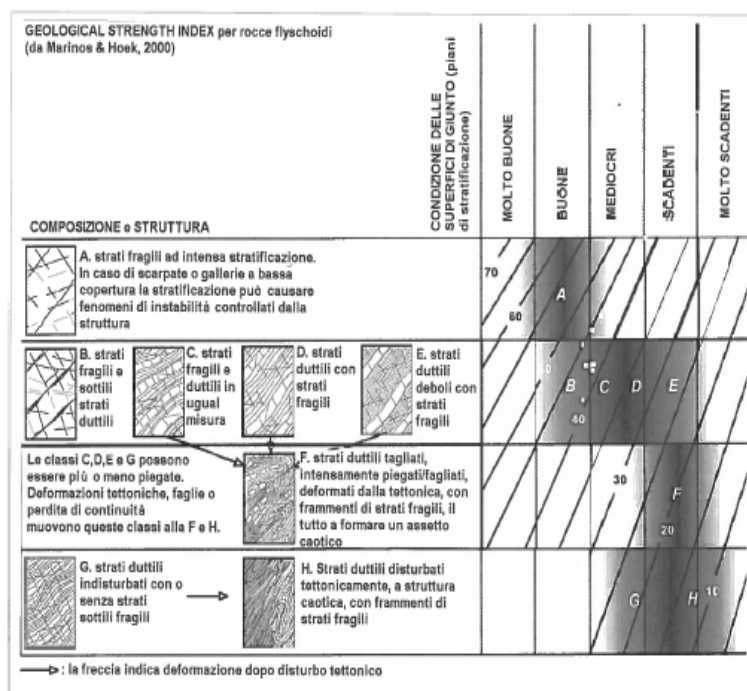 GEOLOGICAL STRENGTH INDEX per rocce flyschoidi
(da Marinos & Hoek, 2000)
CONDIZIONE DELLE
SUPERFICI DI GIUNTO (piani
di stratificazione)
MOLTO BUONE
BUONE
MEDIOCRI
SCADENTI
MOLTO SCADENTI
COMPOSIZIONE e STRUTTURA
A. strati fragili ad intensa stratificazione.
In caso di scarpate o gallerie a bassa
copertura la stratificazione può causare
fenomeni di instabilità controllati dalla
struttura
70
60
A
B. strati
fragili e
sottili
strati
duttili
C. strati
fragili e
duttili in
ugual
misura
D. strati
duttili con
strati
fragili
E. strati
duttili
deboli con
strati
fragili
B
C
D
E
40
Le classi C,D,E e G possono
essere più o meno piegate.
Deformazioni tettoniche, faglie o
perdita di continuità
muovono queste classi alla F e H.
F. strati duttili tagliati,
intensamente piegati/fagliati,
deformati dalla tettonica, con
frammenti di strati fragili, il
tutto a formare un assetto
caotico
30
F
20
G. Strati duttili
indisturbati con o
senza strati
sottili fragili
H. Strati duttili disturbati
tettonicamente, a struttura
caotica, con frammenti di
strati fragili
G
H
10
: la freccia indica deformazione dopo disturbo tettonico